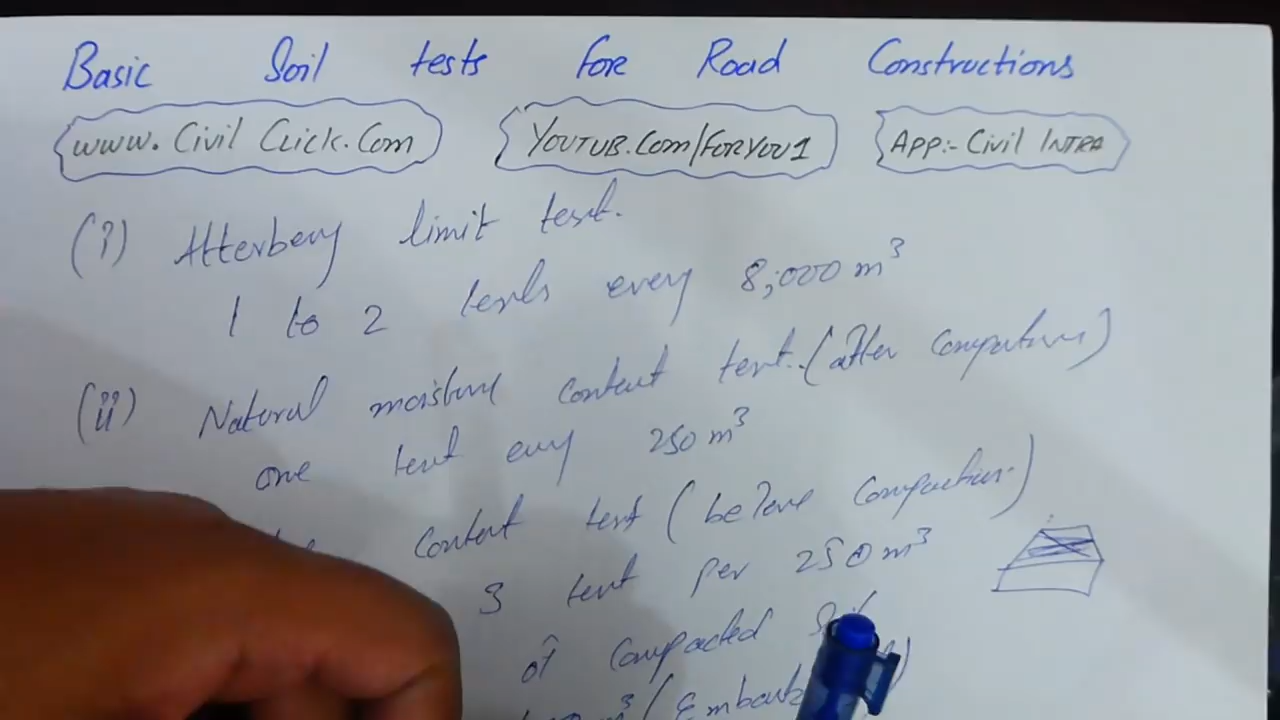 Basic Soil tests For Road Constructions
www. Civil Click.Com
YOUTUB.Com/FORYOU1
APP:- Civil INTRA
(i) Atterberg limit test.
1 to 2 tests every 8,000 m³
(ii) Natural moisture content test. (after compaction)
one test every 250 m³
Content test (before compaction.)
3 test per 250 m³
of Compacted
m³ (